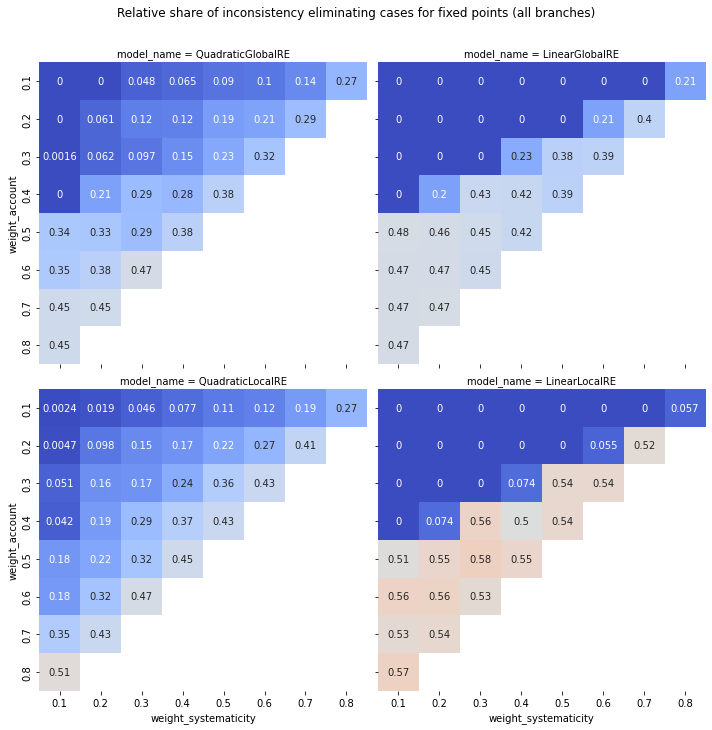 Relative share of inconsistency eliminating cases for fixed points (all branches)
model_name = QuadraticGlobalRE
weight_account
0.1 0 0 0.048 0.065 0.09 0.1 0.14 0.27
0.2 0 0.061 0.12 0.12 0.19 0.21 0.29
0.3 0.0016 0.062 0.097 0.15 0.23 0.32
0.4 0 0.21 0.29 0.28 0.38
0.5 0.34 0.33 0.29 0.38
0.6 0.35 0.38 0.47
0.7 0.45 0.45
0.8 0.45
model_name = LinearGlobalRE
0 0 0 0 0 0 0 0.21
0 0 0 0 0 0.21 0.4
0 0 0 0.23 0.38 0.39
0 0.2 0.43 0.42 0.39
0.48 0.46 0.45 0.42
0.47 0.47 0.45
0.47 0.47
0.47
model_name = QuadraticLocalRE
weight_account
0.1 0.0024 0.019 0.046 0.077 0.11 0.12 0.19 0.27
0.2 0.0047 0.098 0.15 0.17 0.22 0.27 0.41
0.3 0.051 0.16 0.17 0.24 0.36 0.43
0.4 0.042 0.19 0.29 0.37 0.43
0.5 0.18 0.22 0.32 0.45
0.6 0.18 0.32 0.47
0.7 0.35 0.43
0.8 0.51
0.1 0.2 0.3 0.4 0.5 0.6 0.7 0.8
weight_systematicity
model_name = LinearLocalRE
0 0 0 0 0 0 0 0.057
0 0 0 0 0 0.055 0.52
0 0 0 0.074 0.54 0.54
0 0.074 0.56 0.5 0.54
0.51 0.55 0.58 0.55
0.56 0.56 0.53
0.53 0.54
0.57
0.1 0.2 0.3 0.4 0.5 0.6 0.7 0.8
weight_systematicity